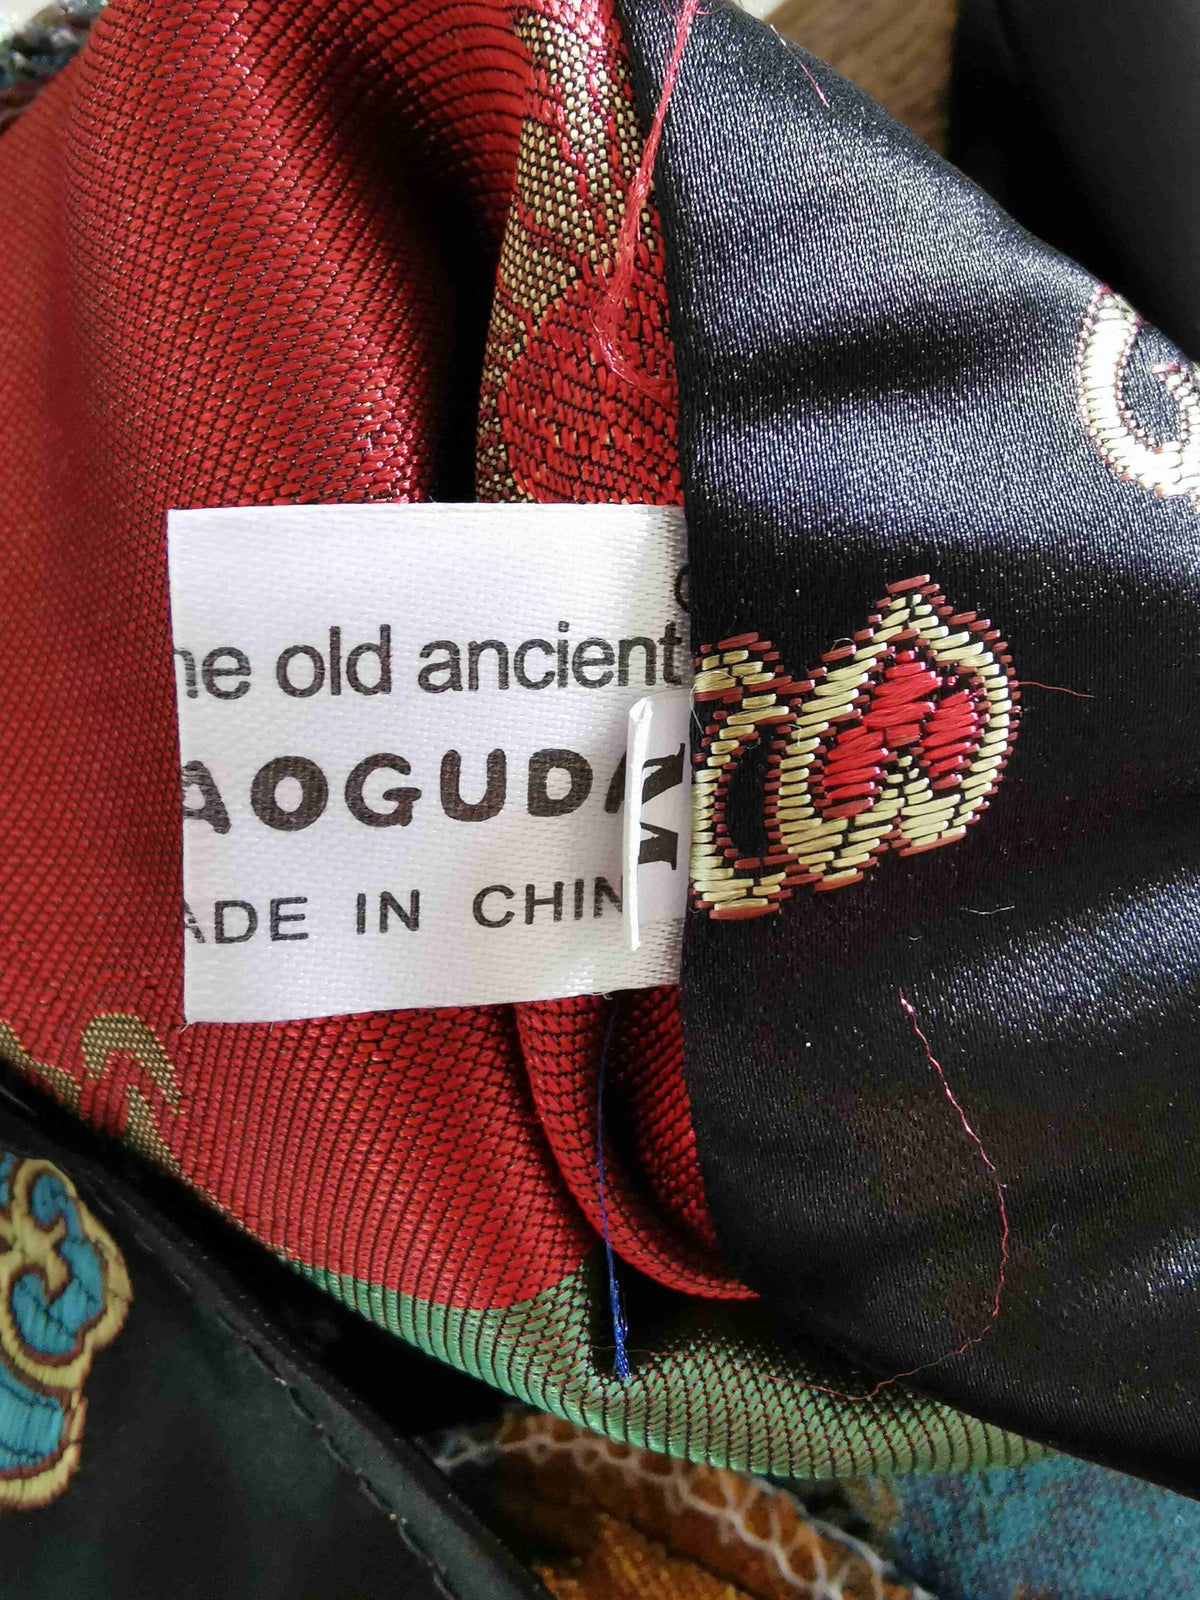 he old ancient
AOGUDA
M
ADE IN CHIN